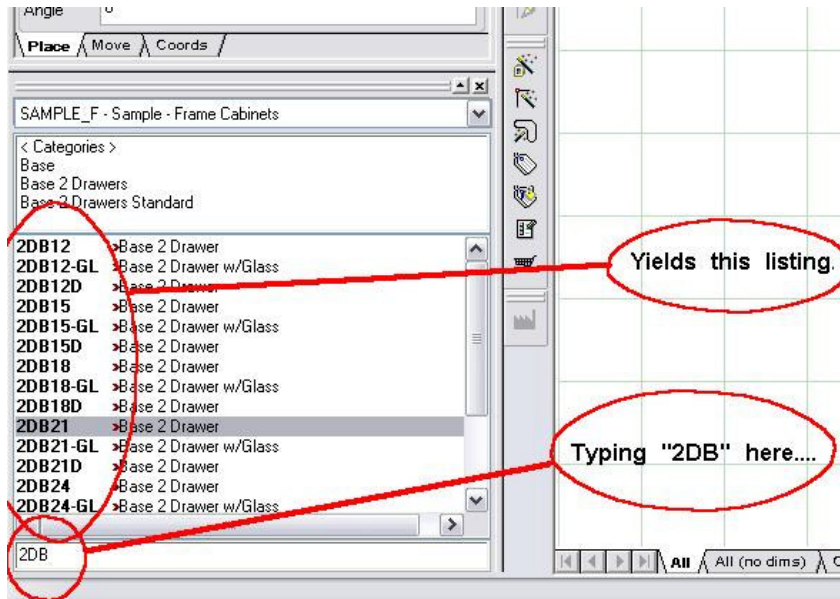 Angle 0
Place Move Coords
SAMPLE_F - Sample - Frame Cabinets
< Categories >
Base
Base 2 Drawers
Base 2 Drawers Standard
2DB12 Base 2 Drawer
2DB12-GL Base 2 Drawer w/Glass
2DB12D Base 2 Drawer
2DB15 Base 2 Drawer
2DB15-GL Base 2 Drawer w/Glass
2DB15D Base 2 Drawer
2DB18 Base 2 Drawer
2DB18-GL Base 2 Drawer w/Glass
2DB18D Base 2 Drawer
2DB21 Base 2 Drawer
2DB21-GL Base 2 Drawer w/Glass
2DB21D Base 2 Drawer
2DB24 Base 2 Drawer
2DB24-GL Base 2 Drawer w/Glass
2DB
Yields this listing.
Typing "2DB" here....
All All (no dims)